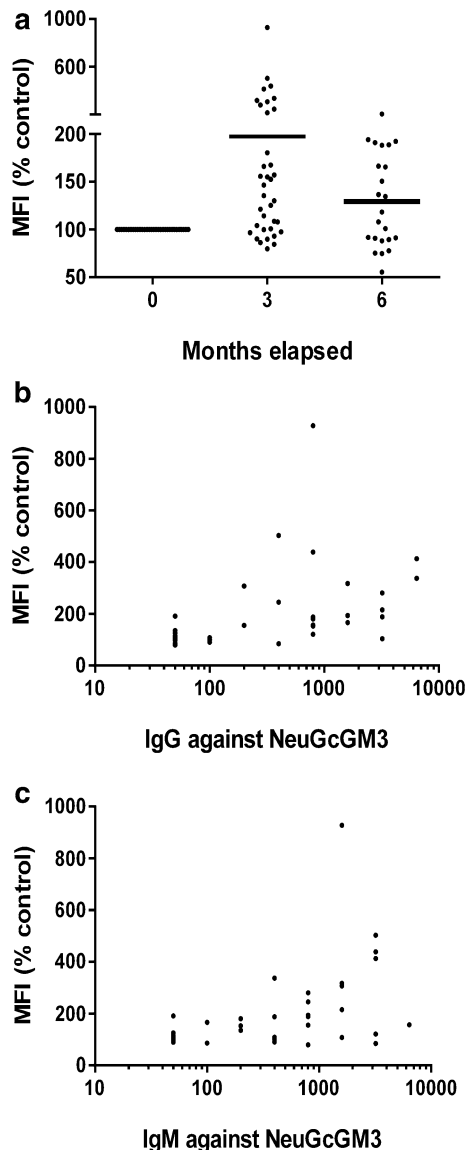 a
MFI (% control)
1000
600
200
150
100
50
0 3 6
Months elapsed
b
MFI (% control)
1000
800
600
400
200
0
10 100 1000 10000
IgG against NeuGcGM3
c
MFI (% control)
1000
800
600
400
200
0
10 100 1000 10000
IgM against NeuGcGM3